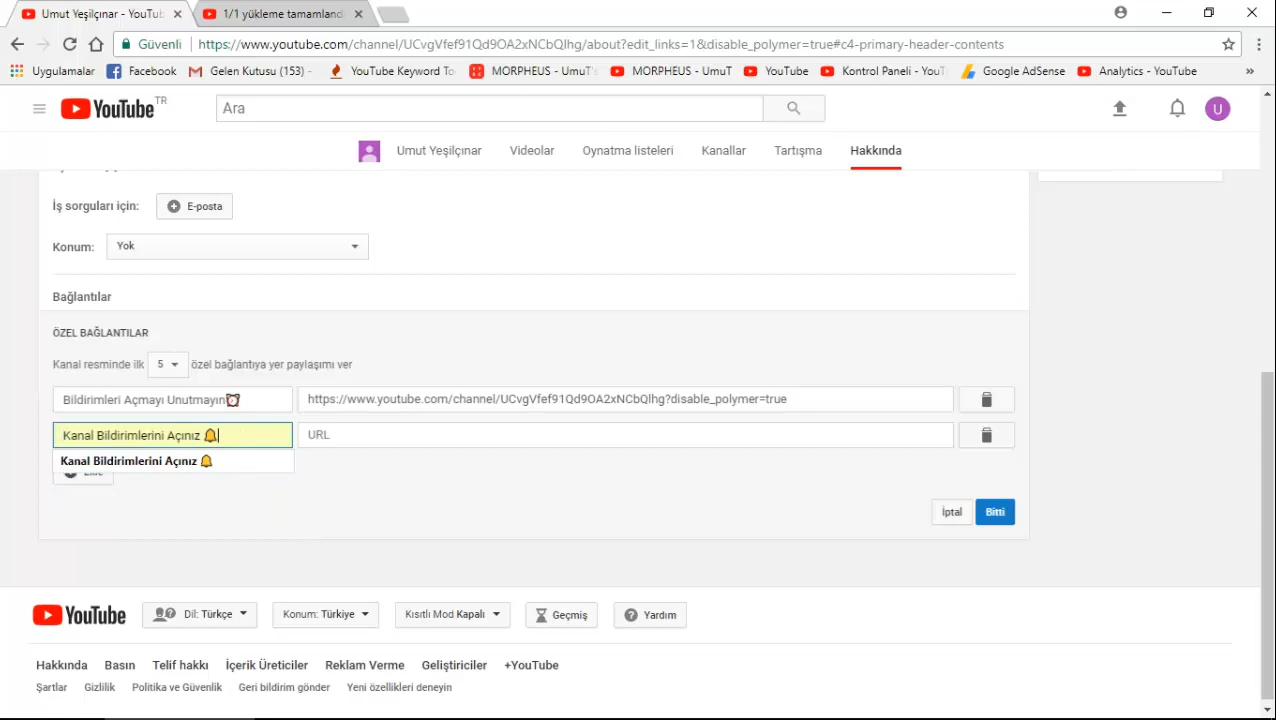 Umut Yeşilçınar - YouTub
1/1 yükleme tamamland
Güvenli
https://www.youtube.com/channel/UCvgVfef91Qd9OA2xNCbQlhg/about?edit_links=1&disable_polymer=true#c4-primary-header-contents
Uygulamalar
Facebook
Gelen Kutusu (153) -
YouTube Keyword To
MORPHEUS - UmuT's
MORPHEUS - UmuT
YouTube
Kontrol Paneli - YouT
Google AdSense
Analytics - YouTube
»
YouTube TR
Ara
U
Umut Yeşilçınar
Videolar
Oynatma listeleri
Kanallar
Tartışma
Hakkında
İş sorguları için:
E-posta
Konum:
Yok
Bağlantılar
ÖZEL BAĞLANTILAR
Kanal resminde ilk 5 özel bağlantıya yer paylaşımı ver
Bildirimleri Açmayı Unutmayın⏰
https://www.youtube.com/channel/UCvgVfef91Qd9OA2xNCbQlhg?disable_polymer=true
Kanal Bildirimlerini Açınız 🔔
URL
Kanal Bildirimlerini Açınız 🔔
İptal
Bitti
YouTube
Dil: Türkçe
Konum: Türkiye
Kısıtlı Mod Kapalı
Geçmiş
Yardım
Hakkında
Basın
Telif hakkı
İçerik Üreticiler
Reklam Verme
Geliştiriciler
+YouTube
Şartlar
Gizlilik
Politika ve Güvenlik
Geri bildirim gönder
Yeni özellikleri deneyin